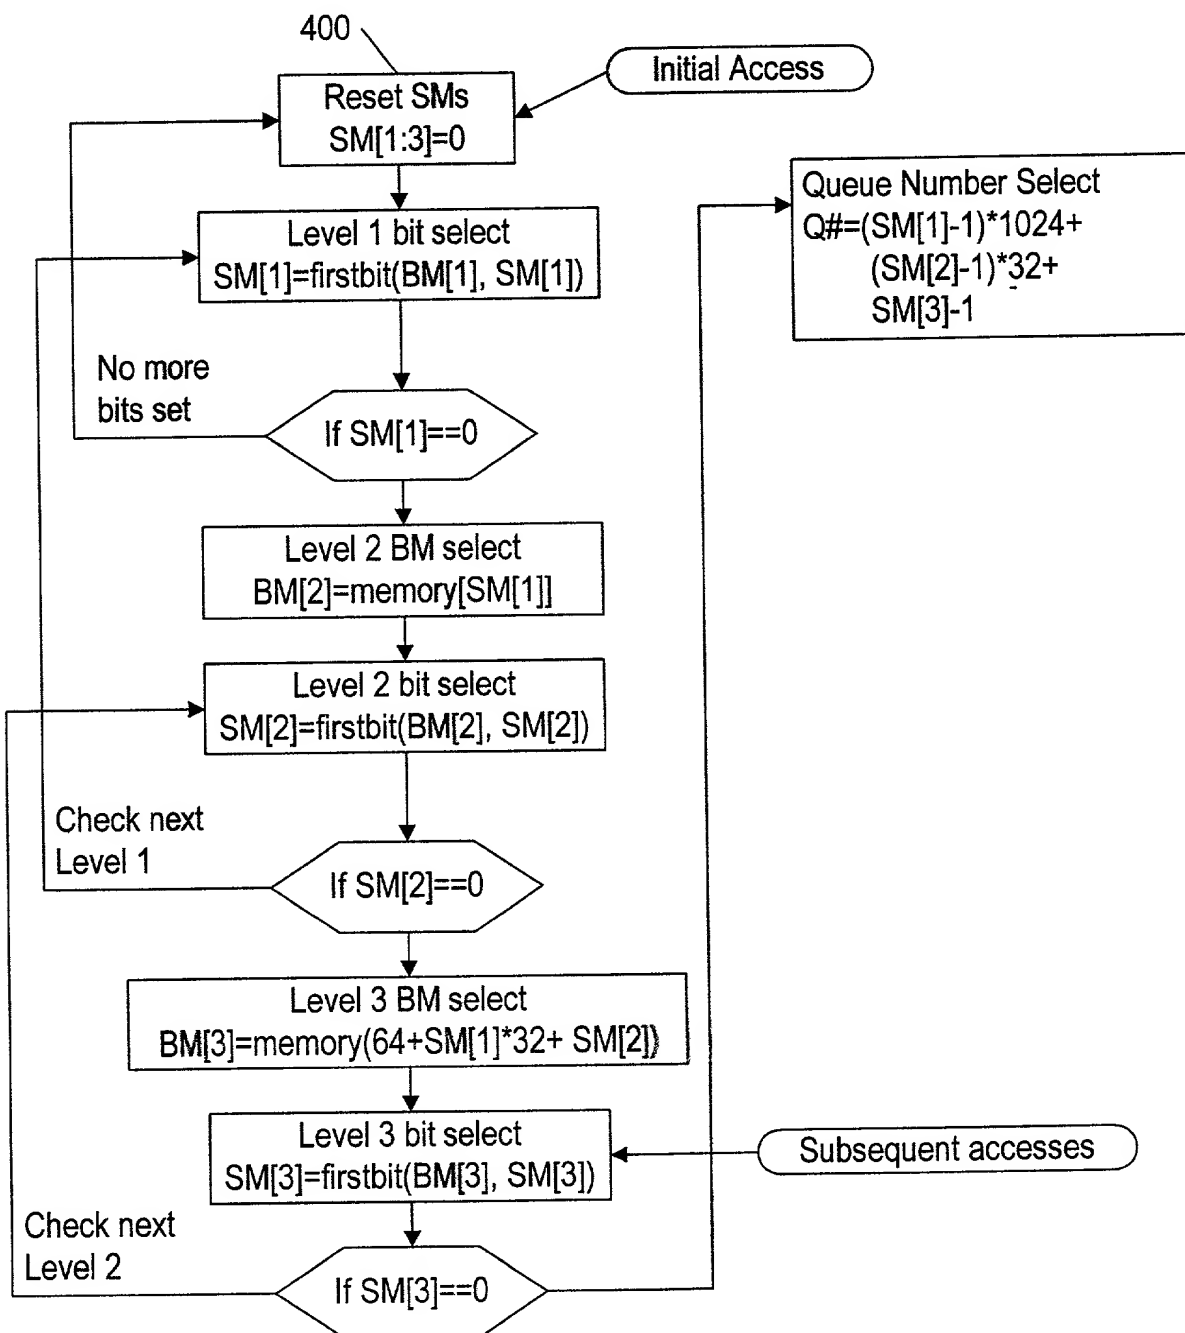 400
Initial Access
Reset SMs
SM[1:3]=0
Level 1 bit select
SM[1]=firstbit(BM[1], SM[1])
No more
bits set
If SM[1]==0
Level 2 BM select
BM[2]=memory[SM[1]]
Level 2 bit select
SM[2]=firstbit(BM[2], SM[2])
Check next
Level 1
If SM[2]==0
Level 3 BM select
BM[3]=memory(64+SM[1]*32+ SM[2])
Level 3 bit select
SM[3]=firstbit(BM[3], SM[3])
Subsequent accesses
Check next
Level 2
If SM[3]==0
Queue Number Select
Q#=(SM[1]-1)*1024+
(SM[2]-1)*32+
SM[3]-1